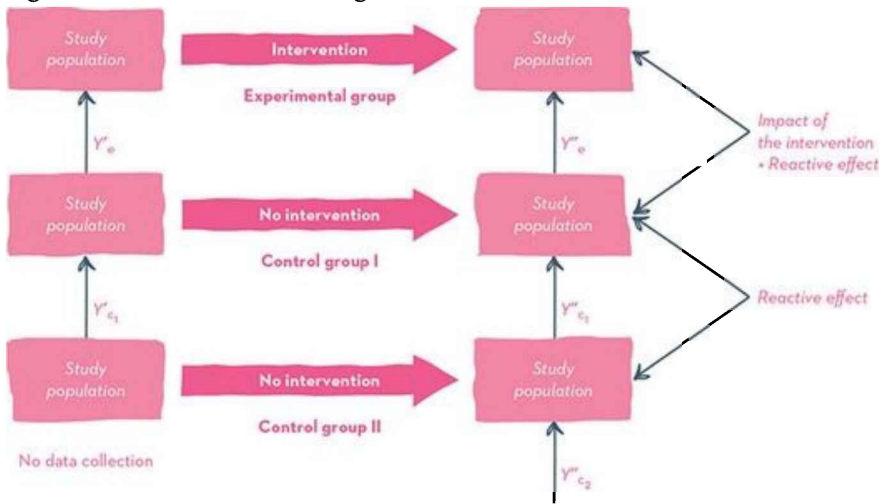 Study
population
Intervention
Experimental group
Study
population
Impact of
the intervention
+ Reactive effect
Y'e
Y"e
Study
population
No intervention
Control group I
Study
population
Reactive effect
Y'c1
Y"c1
Study
population
No intervention
Control group II
Study
population
No data collection
Y"c2